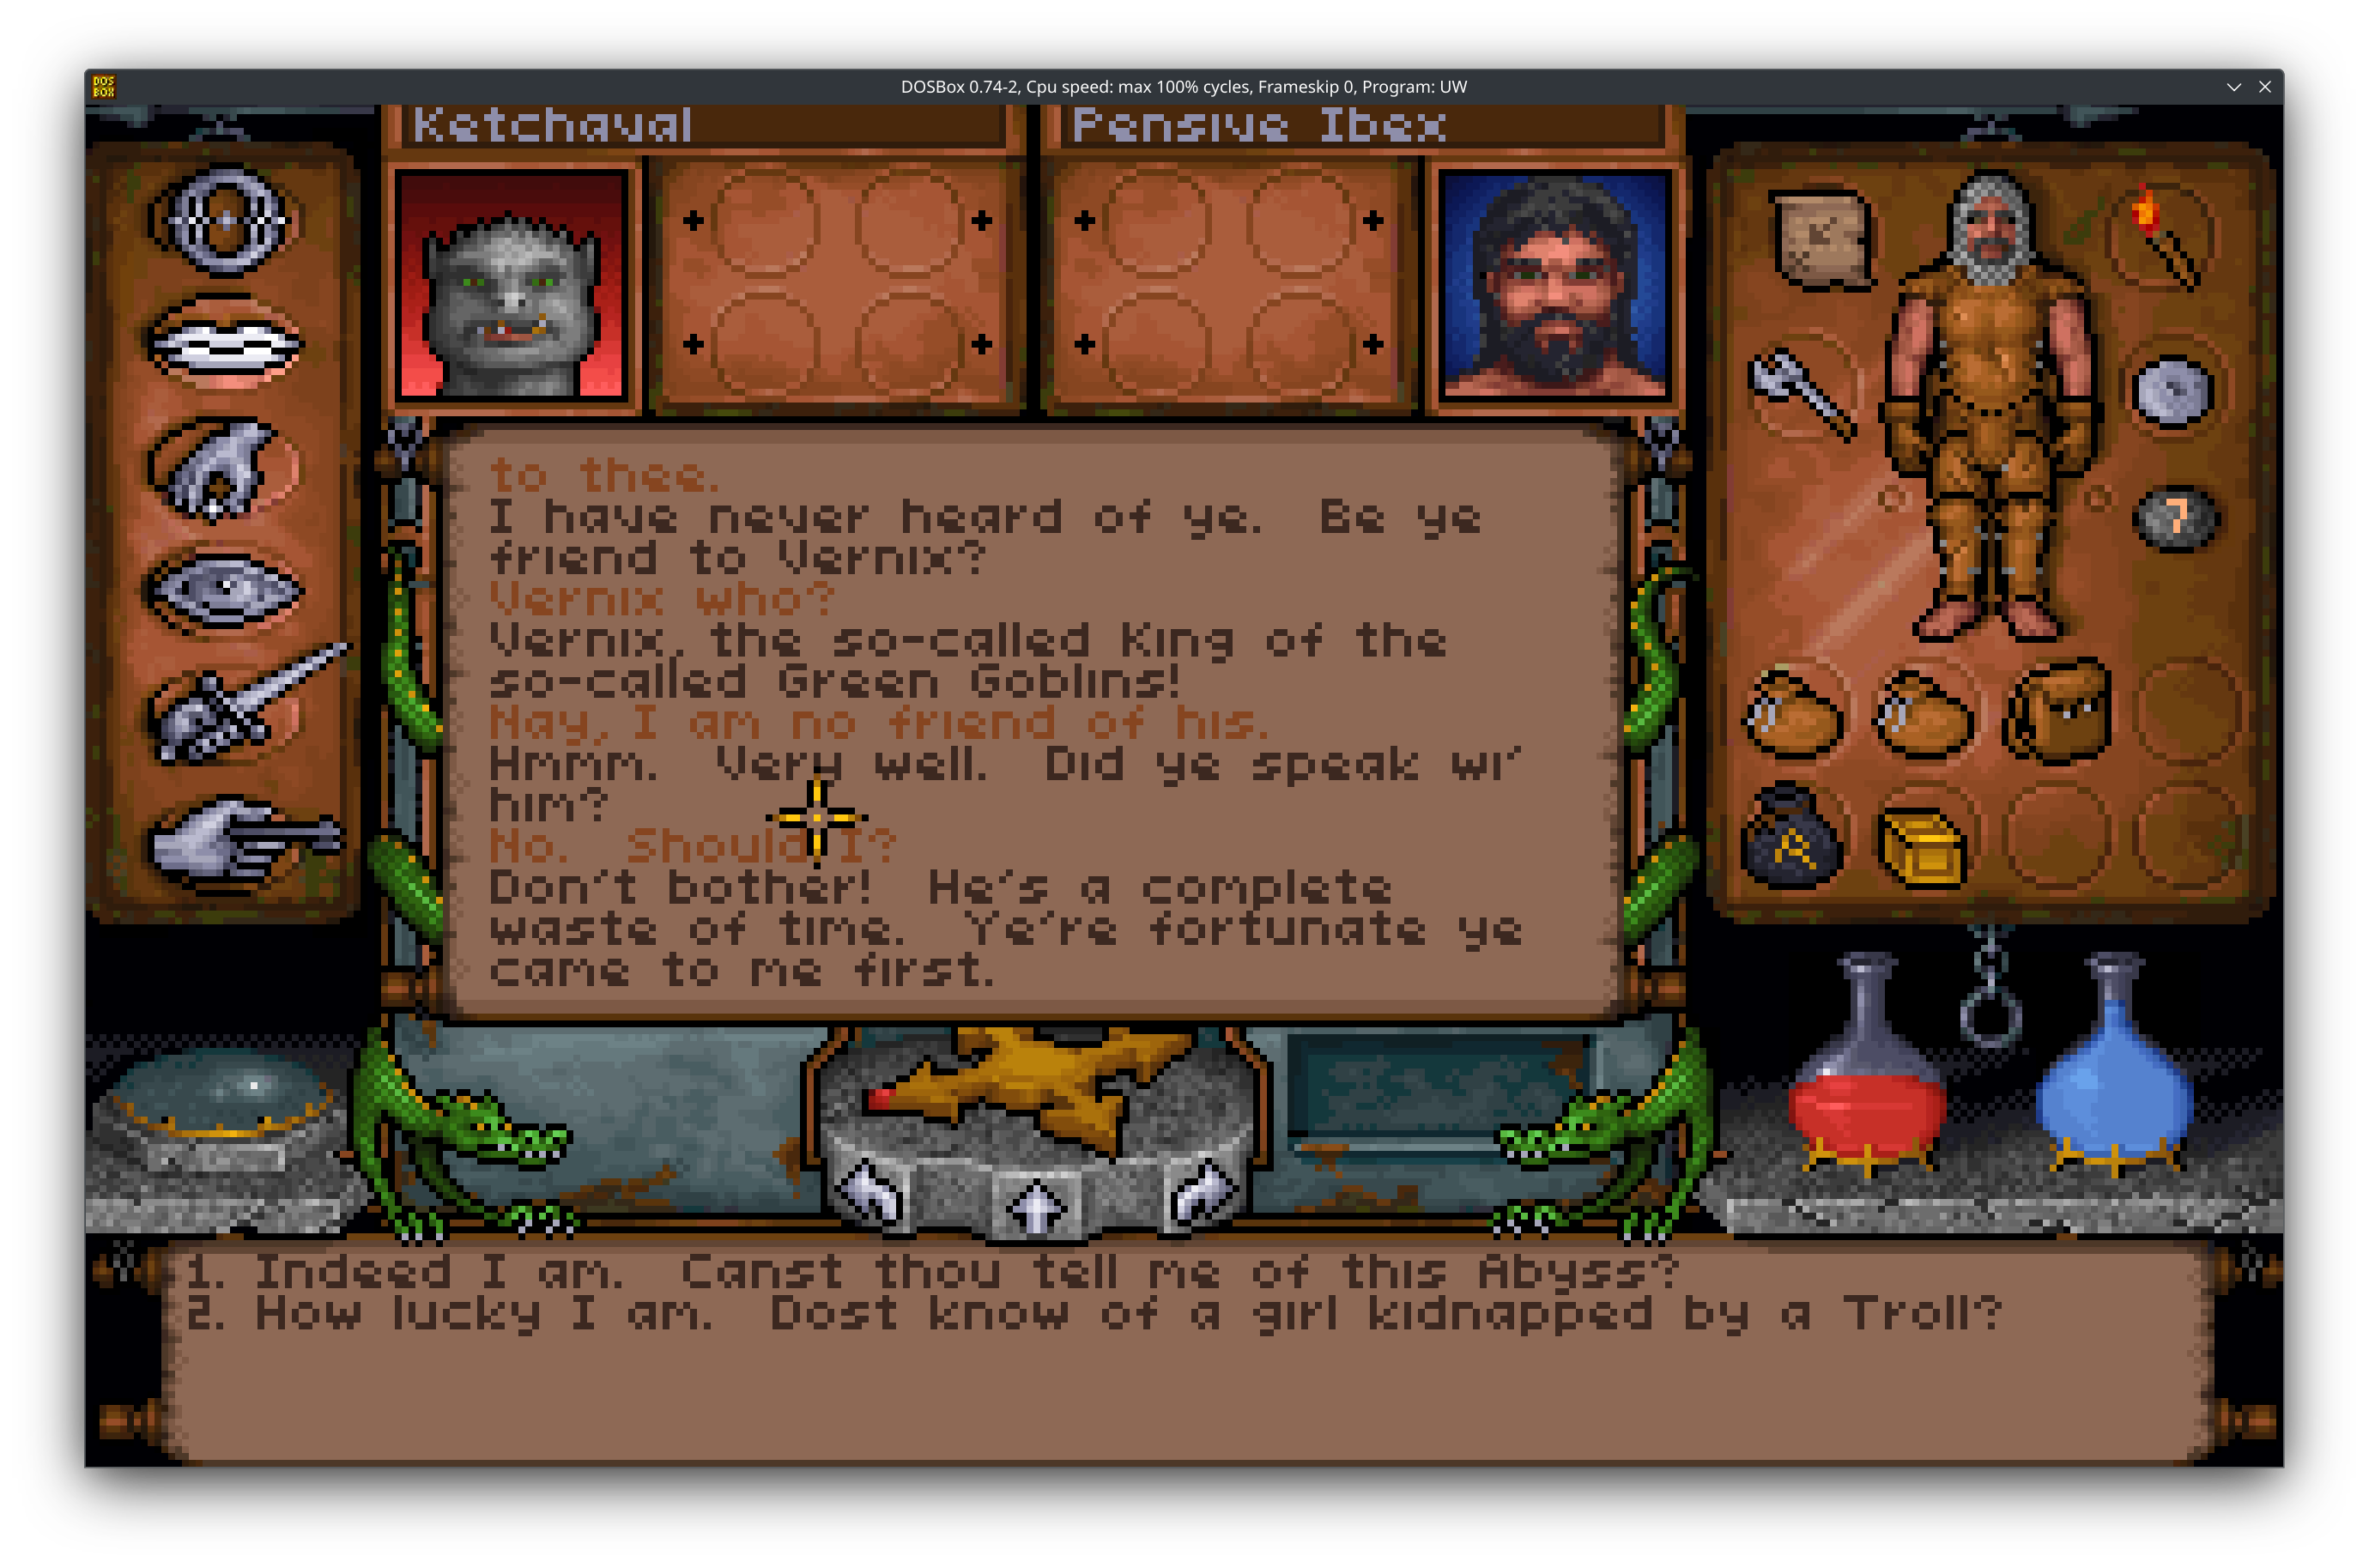 DOS
BOX
DOSBox 0.74-2, Cpu speed: max 100% cycles, Frameskip 0, Program: UW
Ketchaval
Pensive Ibex
to thee.
I have never heard of ye. Be ye
friend to Vernix?
Vernix who?
Vernix, the so-called King of the
so-called Green Goblins!
Nay, I am no friend of his.
Hmmm. Very well. Did ye speak
him?
No. Should I?
Don't bother! He's a complete
waste of time. Ye're fortunate ye
came to me first.
1. Indeed I am. Canst thou tell me of this Abyss?
2. How lucky I am. Dost know of a girl kidnapped by a Troll?